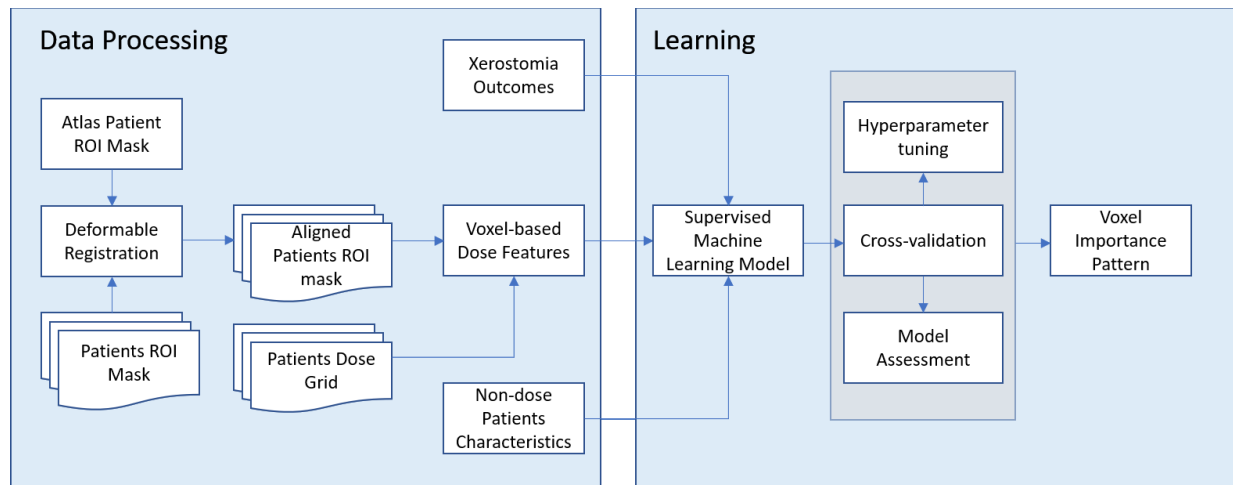 Data Processing
Atlas Patient
ROI Mask
Deformable
Registration
Patients ROI
Mask
Aligned
Patients ROI
mask
Patients Dose
Grid
Xerostomia
Outcomes
Voxel-based
Dose Features
Non-dose
Patients
Characteristics
Learning
Supervised
Machine
Learning Model
Hyperparameter
tuning
Cross-validation
Model
Assessment
Voxel
Importance
Pattern